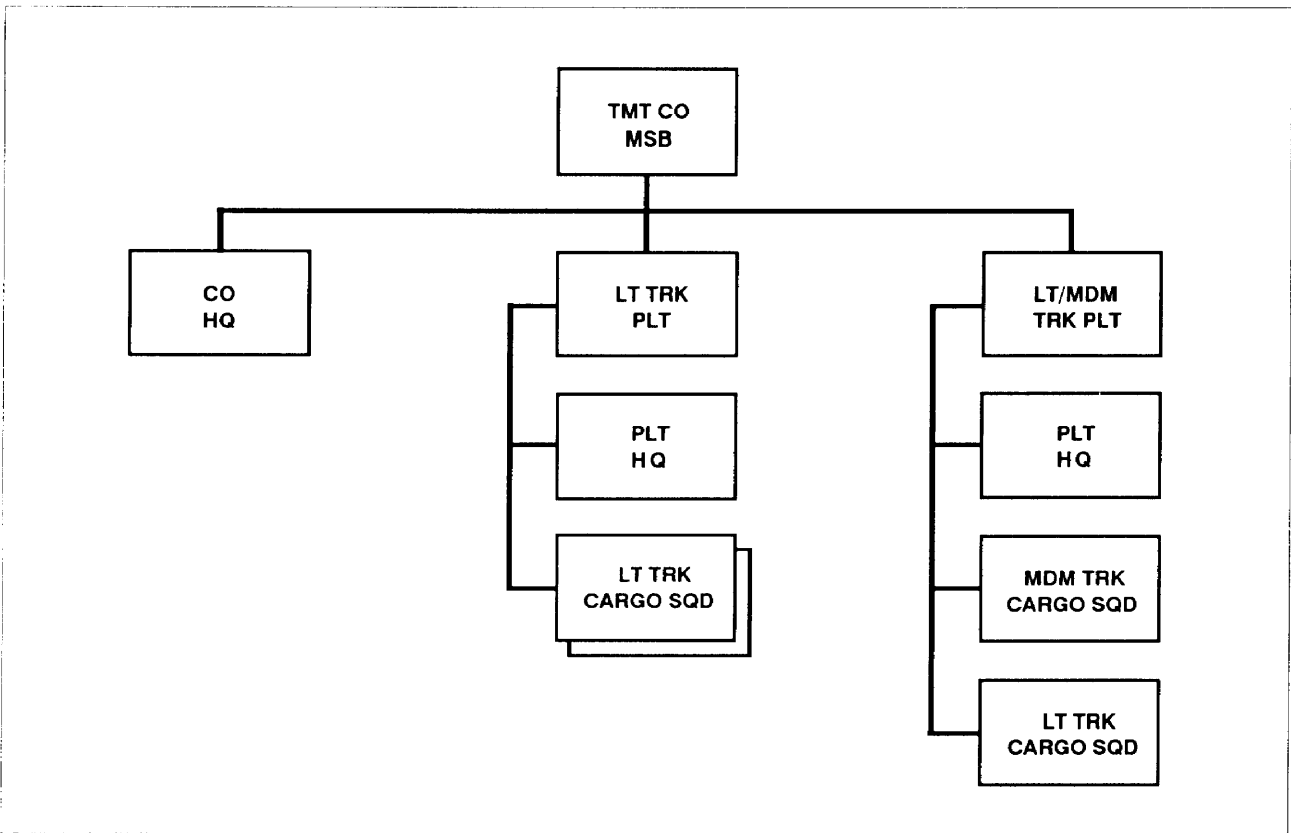 TMT CO
MSB
CO
HQ
LT TRK
PLT
PLT
HQ
LT TRK
CARGO SQD
LT/MDM
TRK PLT
PLT
HQ
MDM TRK
CARGO SQD
LT TRK
CARGO SQD